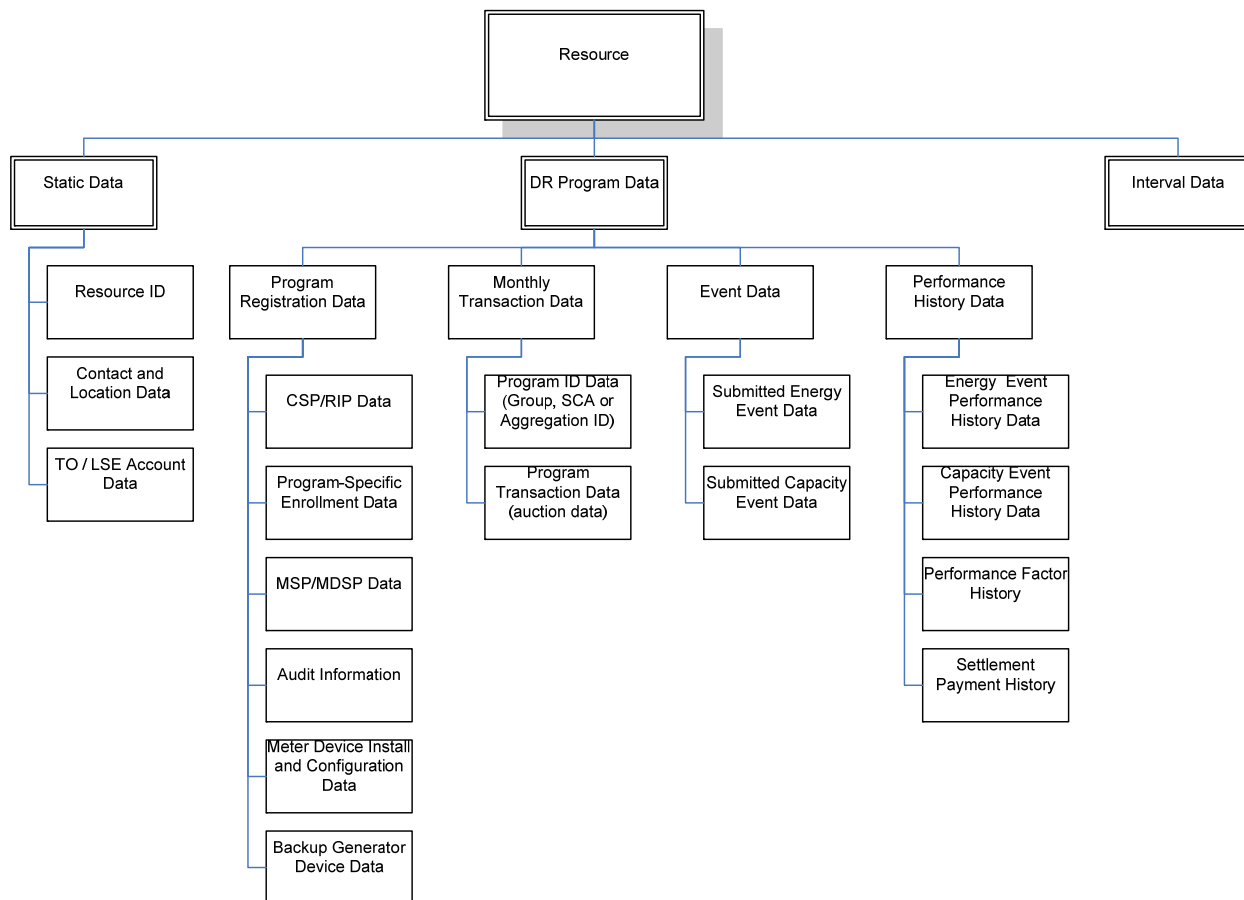 Resource
Static Data
DR Program Data
Interval Data
Resource ID
Contact and
Location Data
TO / LSE Account
Data
Program
Registration Data
CSP/RIP Data
Program-Specific
Enrollment Data
MSP/MDSP Data
Audit Information
Meter Device Install
and Configuration
Data
Backup Generator
Device Data
Monthly
Transaction Data
Program ID Data
(Group, SCA or
Aggregation ID)
Program
Transaction Data
(auction data)
Event Data
Submitted Energy
Event Data
Submitted Capacity
Event Data
Performance
History Data
Energy Event
Performance
History Data
Capacity Event
Performance
History Data
Performance Factor
History
Settlement
Payment History